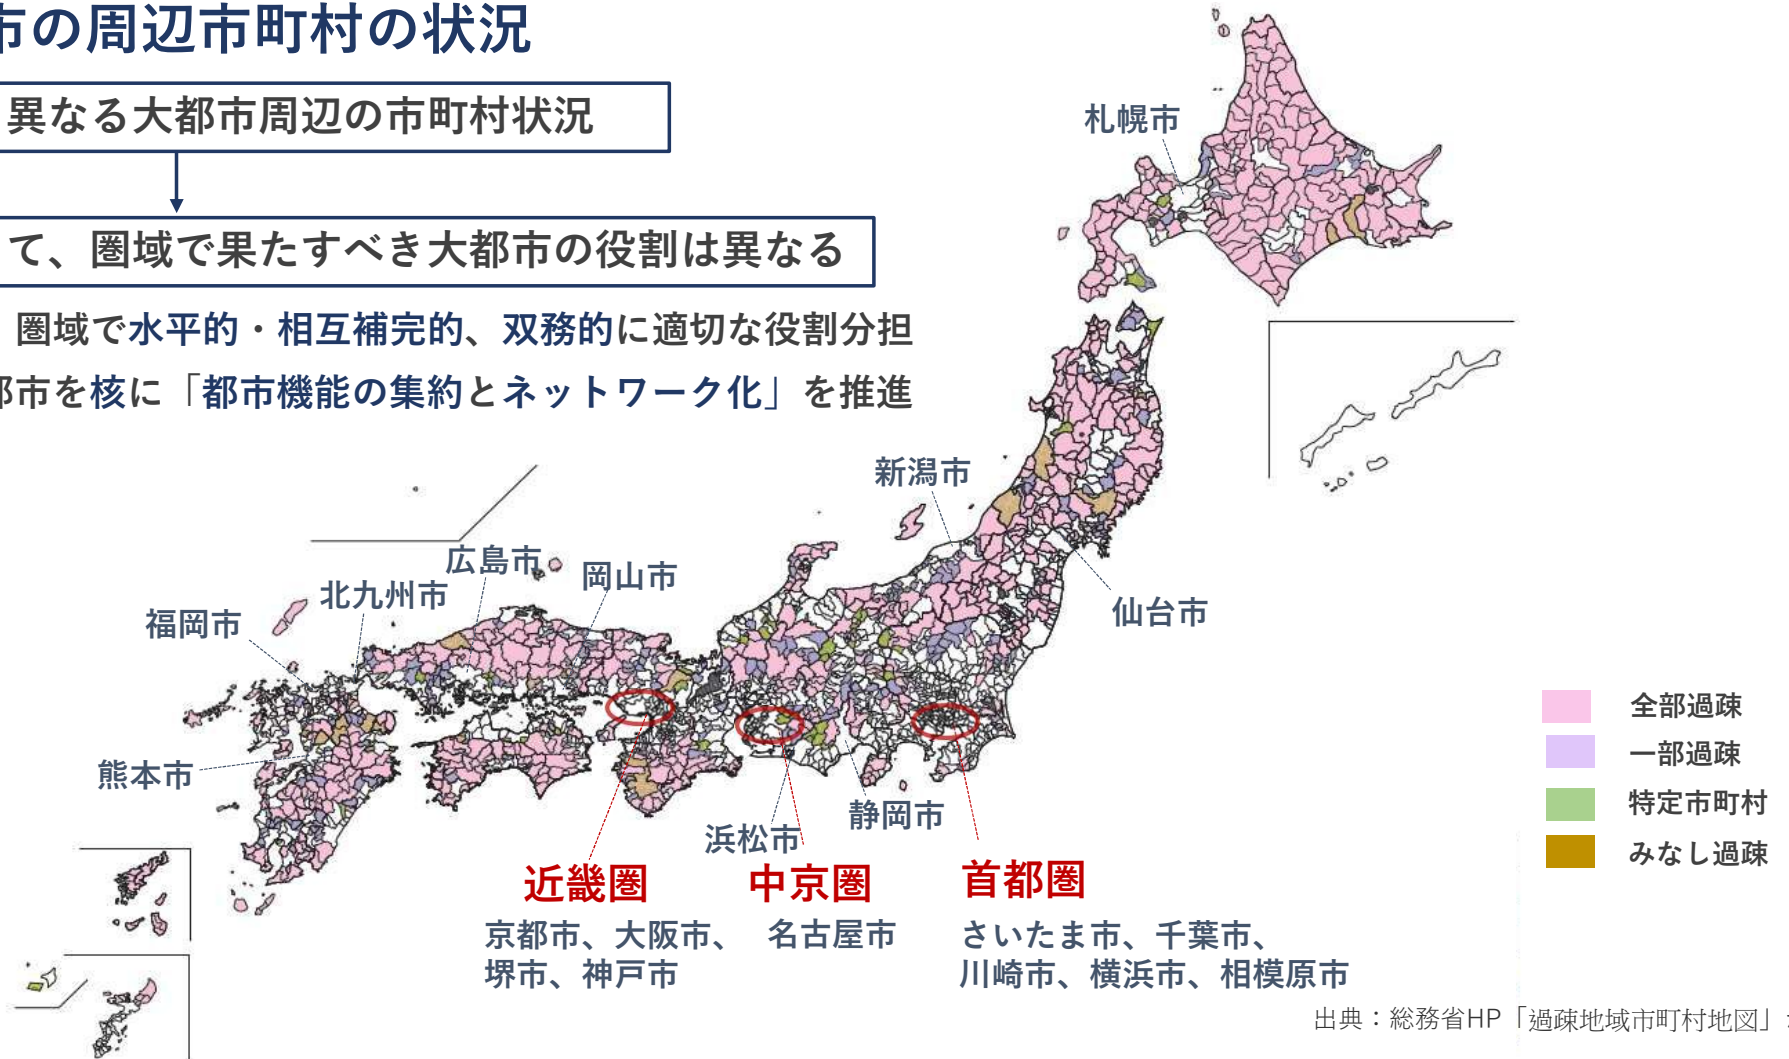 市の周辺市町村の状況
異なる大都市周辺の市町村状況
て、圏域で果たすべき大都市の役割は異なる
圏域で水平的・相互補完的、双務的に適切な役割分担
都市を核に「都市機能の集約とネットワーク化」を推進
札幌市
新潟市
広島市
岡山市
北九州市
福岡市
仙台市
熊本市
静岡市
浜松市
近畿圏
京都市、大阪市、
堺市、神戸市
中京圏
名古屋市
首都圏
さいたま市、千葉市、
川崎市、横浜市、相模原市
全部過疎
一部過疎
特定市町村
みなし過疎
出典：総務省HP「過疎地域市町村地図」